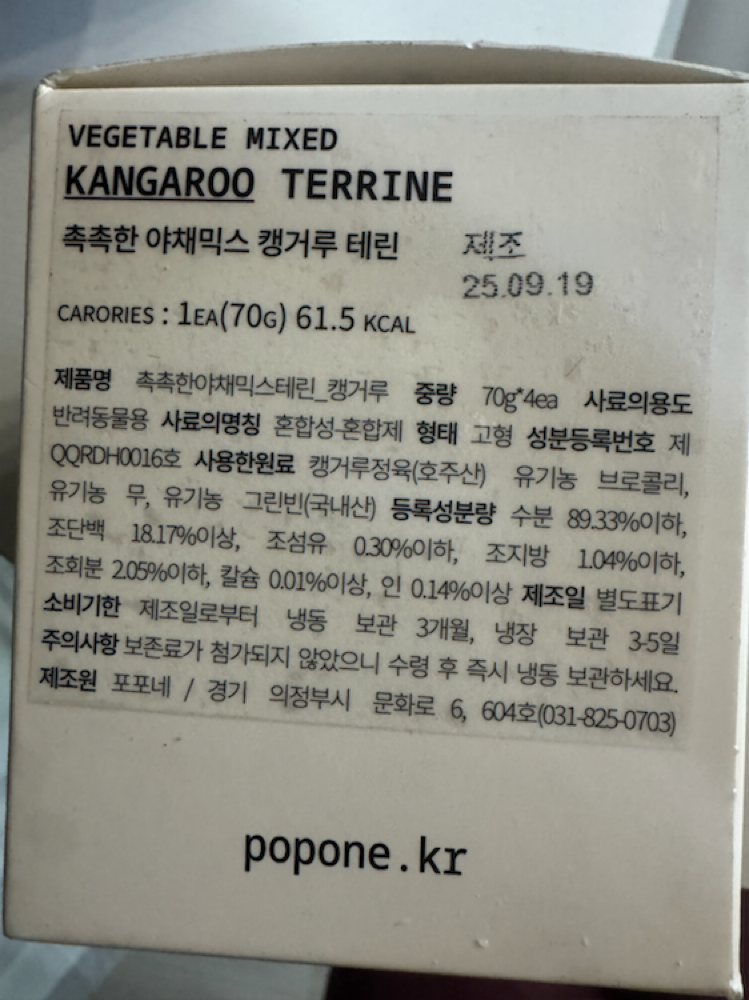 VEGETABLE MIXED
KANGAROO TERRINE
촉촉한 야채믹스 캥거루 테린
제조
25.09.19
CARORIES : 1EA(70G) 61.5 KCAL
제품명 촉촉한야채믹스테린_캥거루 중량 70g*4ea 사료의용도
반려동물용 사료의명칭 혼합성·혼합제 형태 고형 성분등록번호 제
QQRDH0016호 사용한원료 캥거루정육(호주산) 유기농 브로콜리,
유기농 무, 유기농 그린빈(국내산) 등록성분량 수분 89.33%이하,
조단백 18.17%이상, 조섬유 0.30%이하, 조지방 1.04%이하,
조회분 2.05%이하, 칼슘 0.01%이상, 인 0.14%이상 제조일 별도표기
소비기한 제조일로부터 냉동 보관 3개월, 냉장 보관 3-5일
주의사항 보존료가 첨가되지 않았으니 수령 후 즉시 냉동 보관하세요.
제조원 포포네 / 경기 의정부시 문화로 6, 604호(031-825-0703)
popone.kr